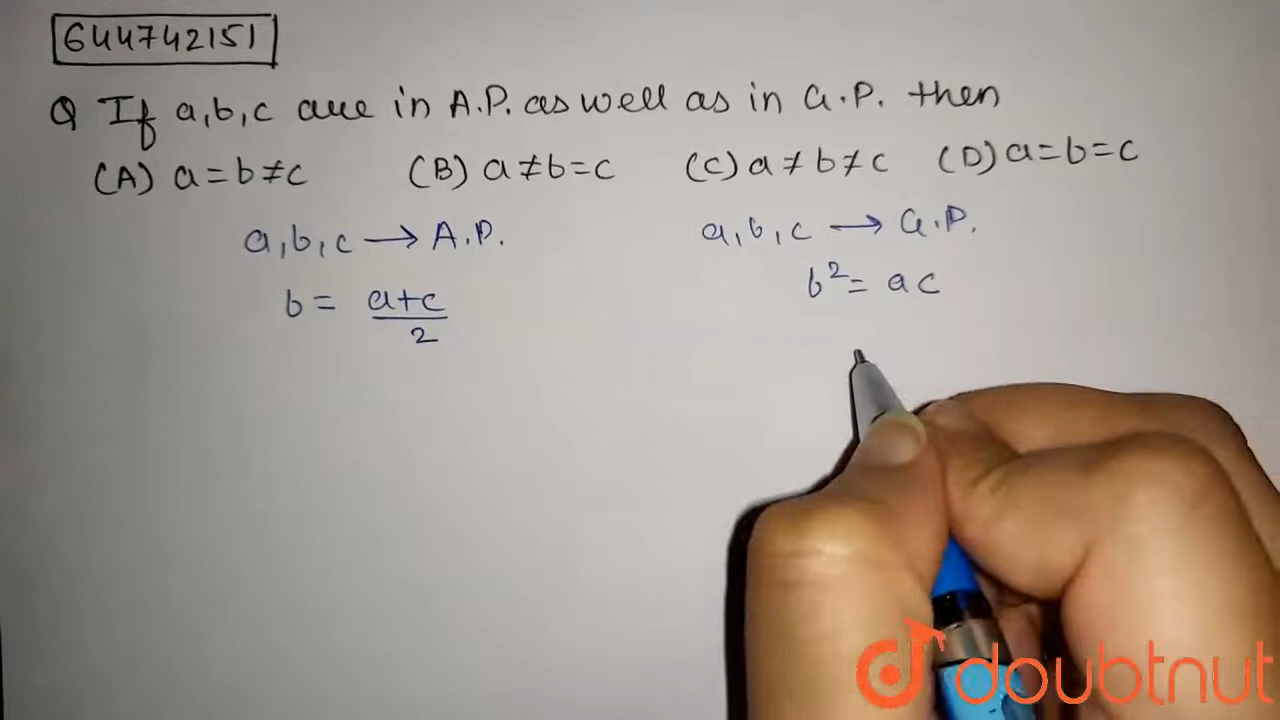 644742151
Q If a,b,c are in A.P. as well as in G.P. then
(A) a=b≠c (B) a≠b=c (C) a≠b≠c (D) a=b=c
a,b,c → A.P. a,b,c → G.P.
b = a+c/2 b²= ac
doubtnut